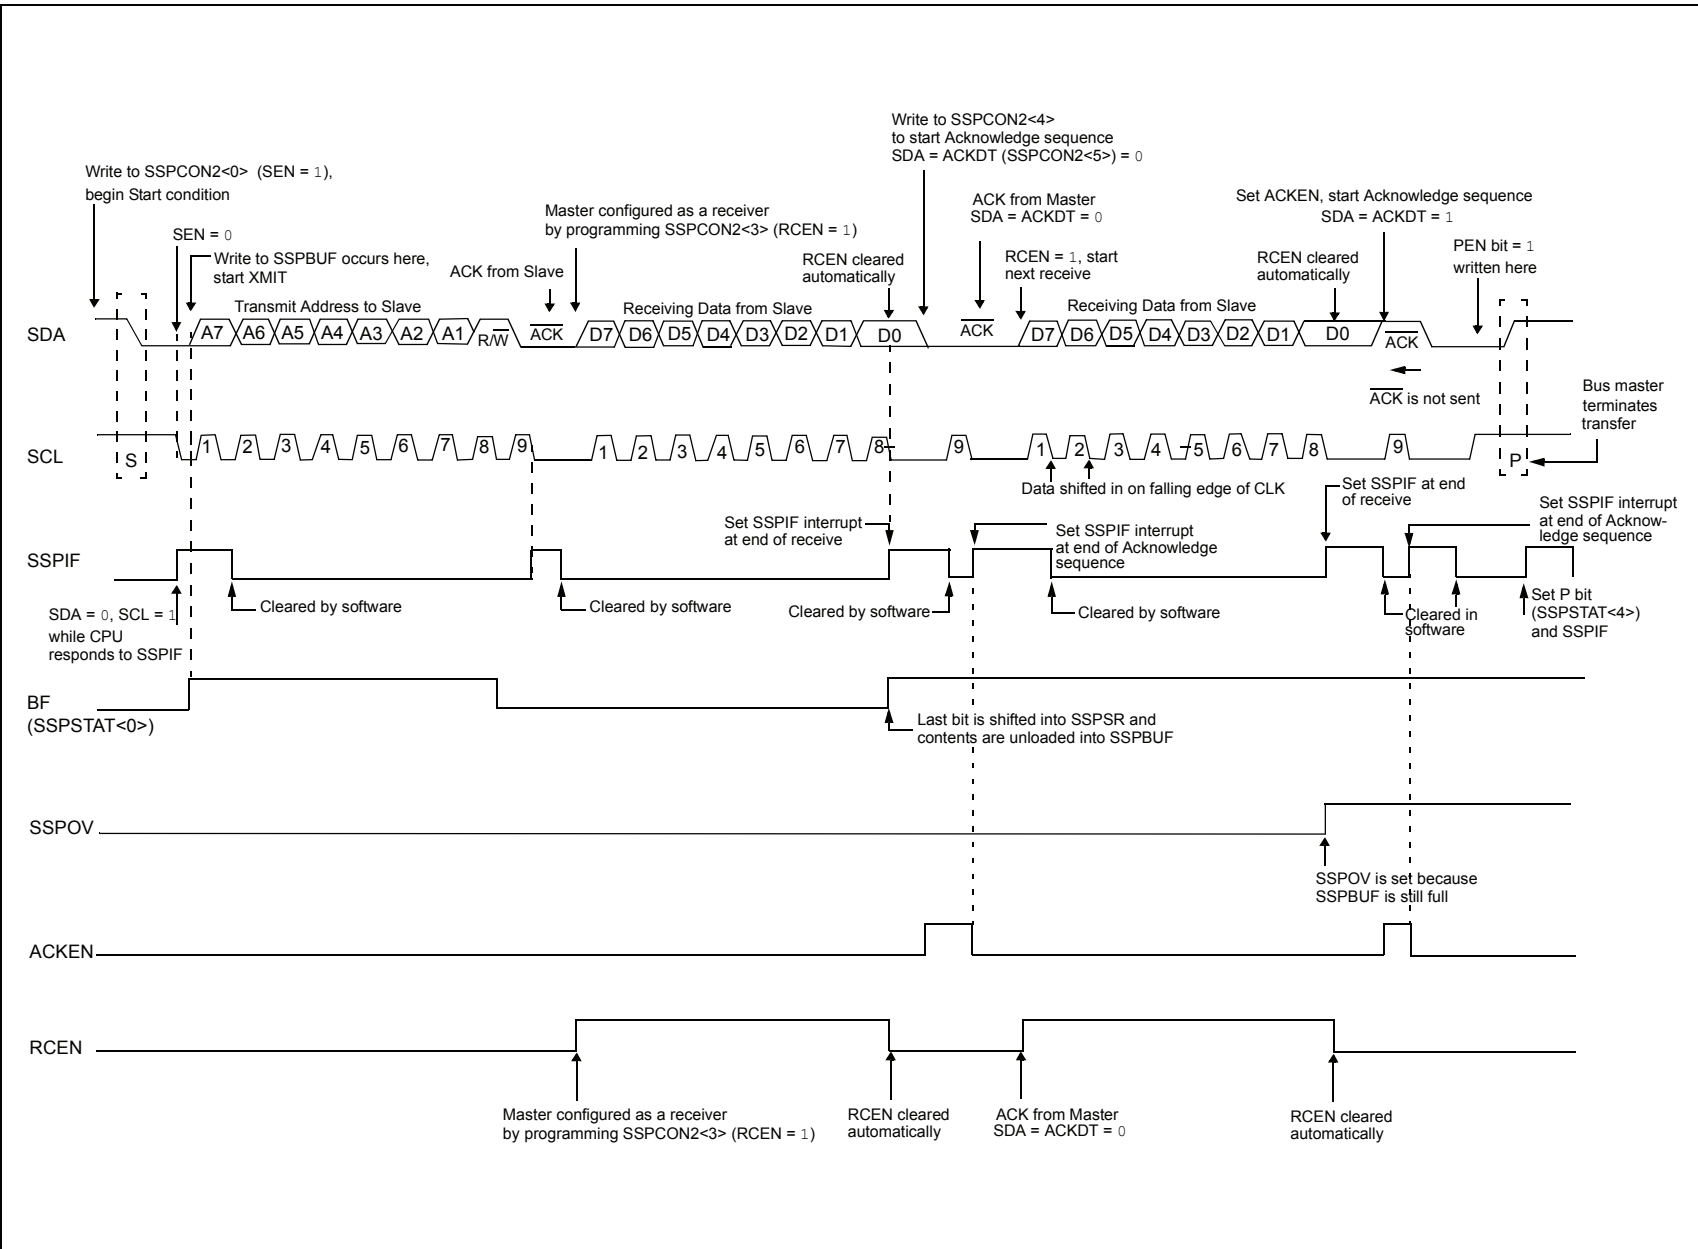 Write to SSPCON2<4>
to start Acknowledge sequence
SDA = ACKDT (SSPCON2<5>) = 0
Write to SSPCON2<0> (SEN = 1),
begin Start condition
ACK from Master
SDA = ACKDT = 0
Set ACKEN, start Acknowledge sequence
SDA = ACKDT = 1
Master configured as a receiver
by programming SSPCON2<3> (RCEN = 1)
SEN = 0
PEN bit = 1
written here
Write to SSPBUF occurs here,
start XMIT
ACK from Slave
RCEN cleared
automatically
RCEN = 1, start
next receive
RCEN cleared
automatically
Transmit Address to Slave
Receiving Data from Slave
Receiving Data from Slave
SDA
A7 A6 A5 A4 A3 A2 A1 R/W ACK D7 D6 D5 D4 D3 D2 D1 D0 ACK D7 D6 D5 D4 D3 D2 D1 D0 ACK
ACK is not sent
Bus master
terminates
transfer
SCL
S 1 2 3 4 5 6 7 8 9 1 2 3 4 5 6 7 8 9 1 2 3 4 5 6 7 8 9 P
Data shifted in on falling edge of CLK
Set SSPIF at end
of receive
Set SSPIF interrupt
at end of receive
Set SSPIF interrupt
at end of Acknowledge
sequence
Set SSPIF interrupt
at end of Acknow-
ledge sequence
SSPIF
SDA = 0, SCL = 1
while CPU
responds to SSPIF
Cleared by software
Cleared by software
Cleared by software
Cleared by software
Cleared in
software
Set P bit
(SSPSTAT<4>)
and SSPIF
BF
(SSPSTAT<0>)
Last bit is shifted into SSPSR and
contents are unloaded into SSPBUF
SSPOV
SSPOV is set because
SSPBUF is still full
ACKEN
RCEN
Master configured as a receiver
by programming SSPCON2<3> (RCEN = 1)
RCEN cleared
automatically
ACK from Master
SDA = ACKDT = 0
RCEN cleared
automatically